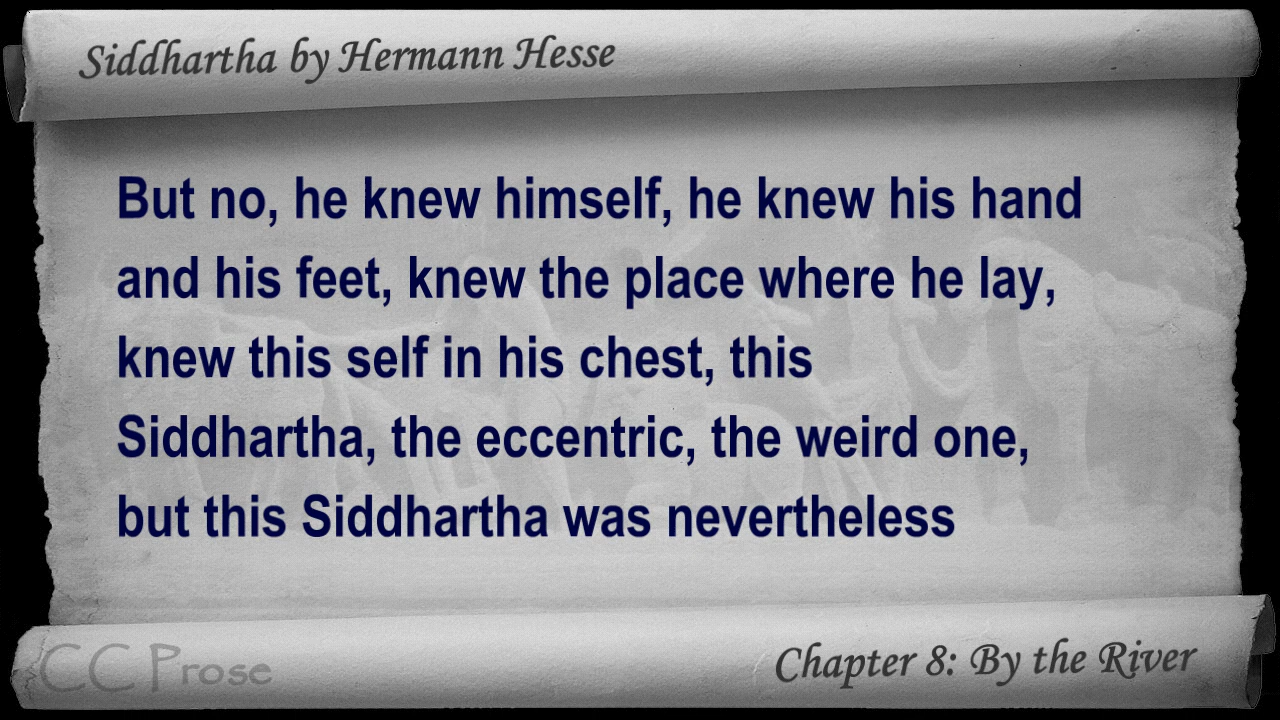 Siddhartha by Hermann Hesse
But no, he knew himself, he knew his hand
and his feet, knew the place where he lay,
knew this self in his chest, this
Siddhartha, the eccentric, the weird one,
but this Siddhartha was nevertheless
CC Prose
Chapter 8: By the River